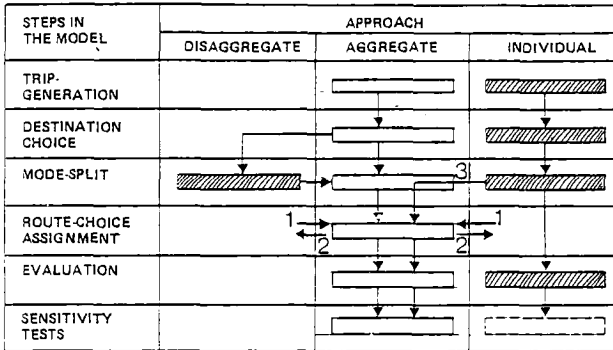 STEPS IN
THE MODEL
APPROACH
DISAGGREGATE
AGGREGATE
INDIVIDUAL
TRIP-
GENERATION
DESTINATION
CHOICE
MODE-SPLIT
3
ROUTE-CHOICE
ASSIGNMENT
1
1
2
2
EVALUATION
SENSITIVITY
TESTS